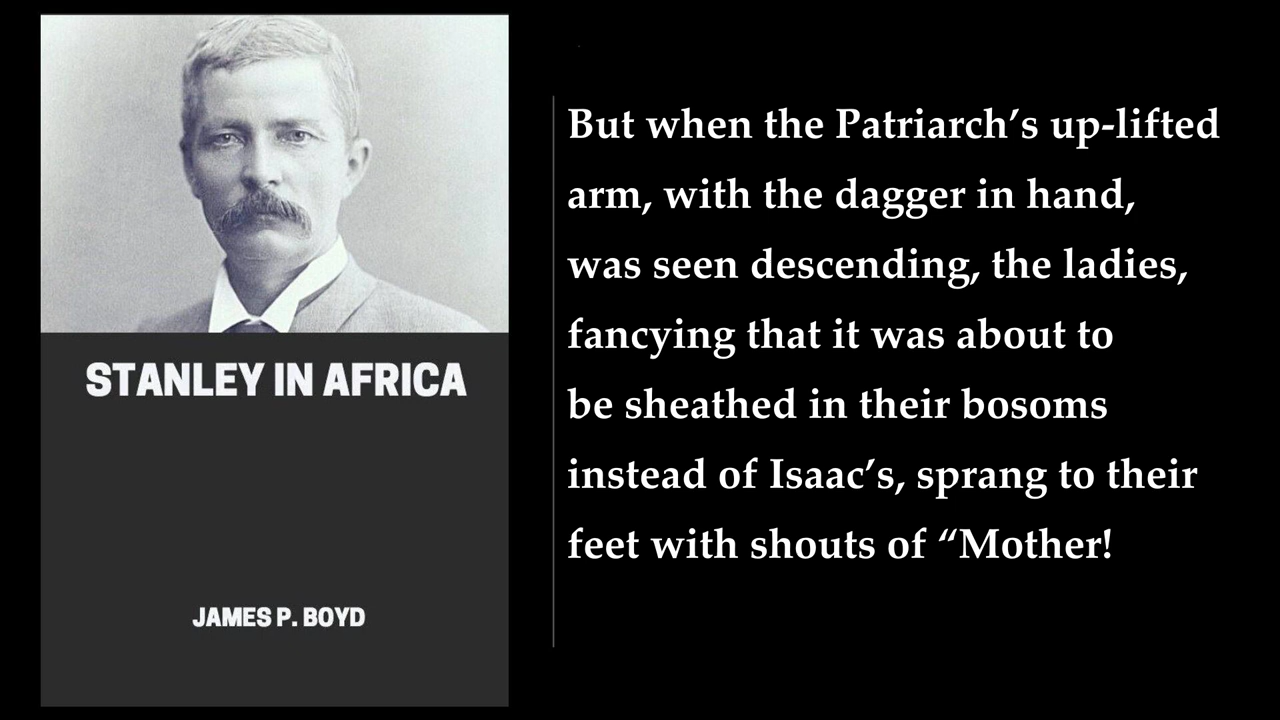 STANLEY IN AFRICA
JAMES P. BOYD
But when the Patriarch’s up-lifted
arm, with the dagger in hand,
was seen descending, the ladies,
fancying that it was about to
be sheathed in their bosoms
instead of Isaac’s, sprang to their
feet with shouts of “Mother!